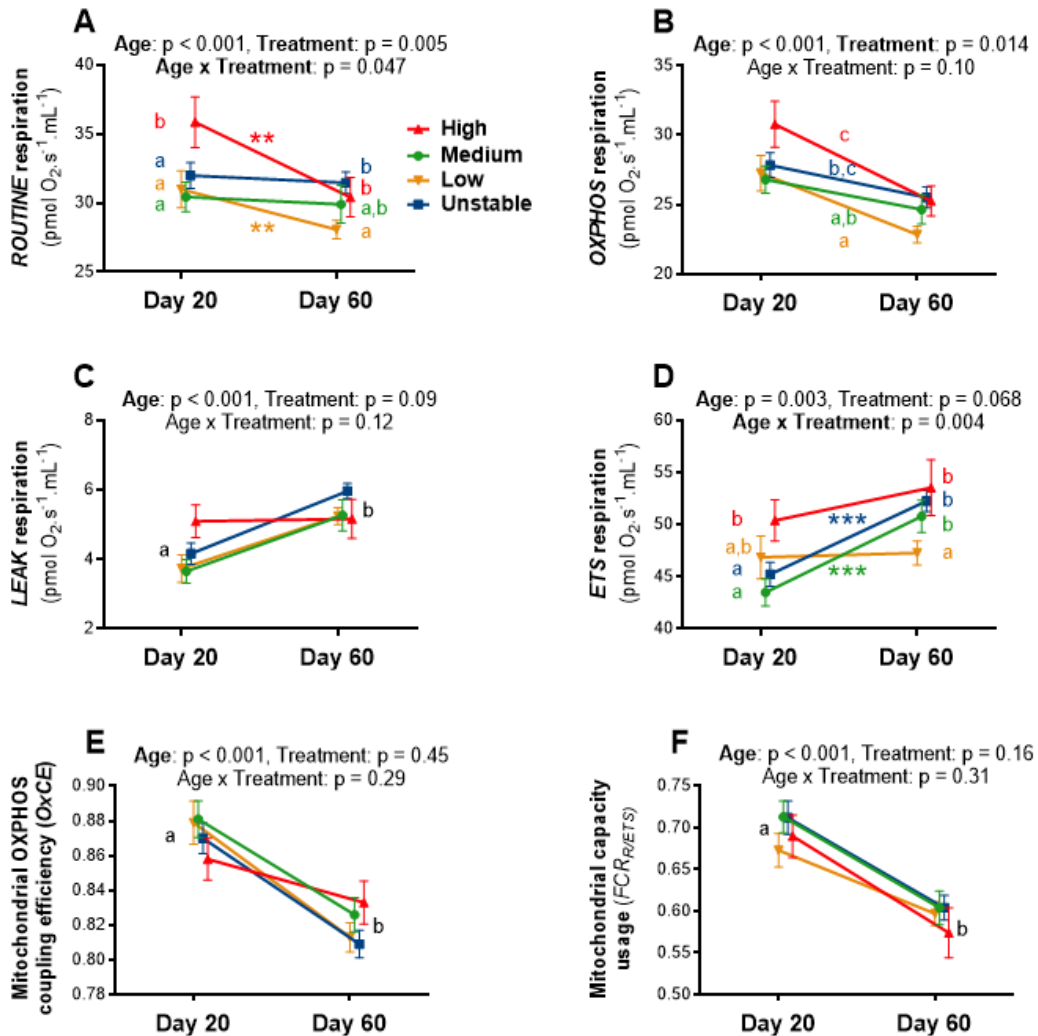 A
Age: p < 0.001, Treatment: p = 0.005
Age x Treatment: p = 0.047
ROUTINE respiration
(pmol O₂.s⁻¹.mL⁻¹)
40
35
30
25
b
a
a
a
**
**
b
b
a,b
a
Day 20
Day 60
High
Medium
Low
Unstable
B
Age: p < 0.001, Treatment: p = 0.014
Age x Treatment: p = 0.10
OXPHOS respiration
(pmol O₂.s⁻¹.mL⁻¹)
35
30
25
20
c
b,c
a,b
a
Day 20
Day 60
C
Age: p < 0.001, Treatment: p = 0.09
Age x Treatment: p = 0.12
LEAK respiration
(pmol O₂.s⁻¹.mL⁻¹)
8
6
4
2
a
b
Day 20
Day 60
D
Age: p = 0.003, Treatment: p = 0.068
Age x Treatment: p = 0.004
ETS respiration
(pmol O₂.s⁻¹.mL⁻¹)
60
55
50
45
40
b
a,b
a
a
***
***
b
b
b
a
Day 20
Day 60
E
Age: p < 0.001, Treatment: p = 0.45
Age x Treatment: p = 0.29
Mitochondrial OXPHOS
coupling efficiency (OxCE)
0.90
0.88
0.86
0.84
0.82
0.80
0.78
a
b
Day 20
Day 60
F
Age: p < 0.001, Treatment: p = 0.16
Age x Treatment: p = 0.31
Mitochondrial capacity
usage (FCR R/ETS)
0.75
0.70
0.65
0.60
0.55
0.50
a
b
Day 20
Day 60